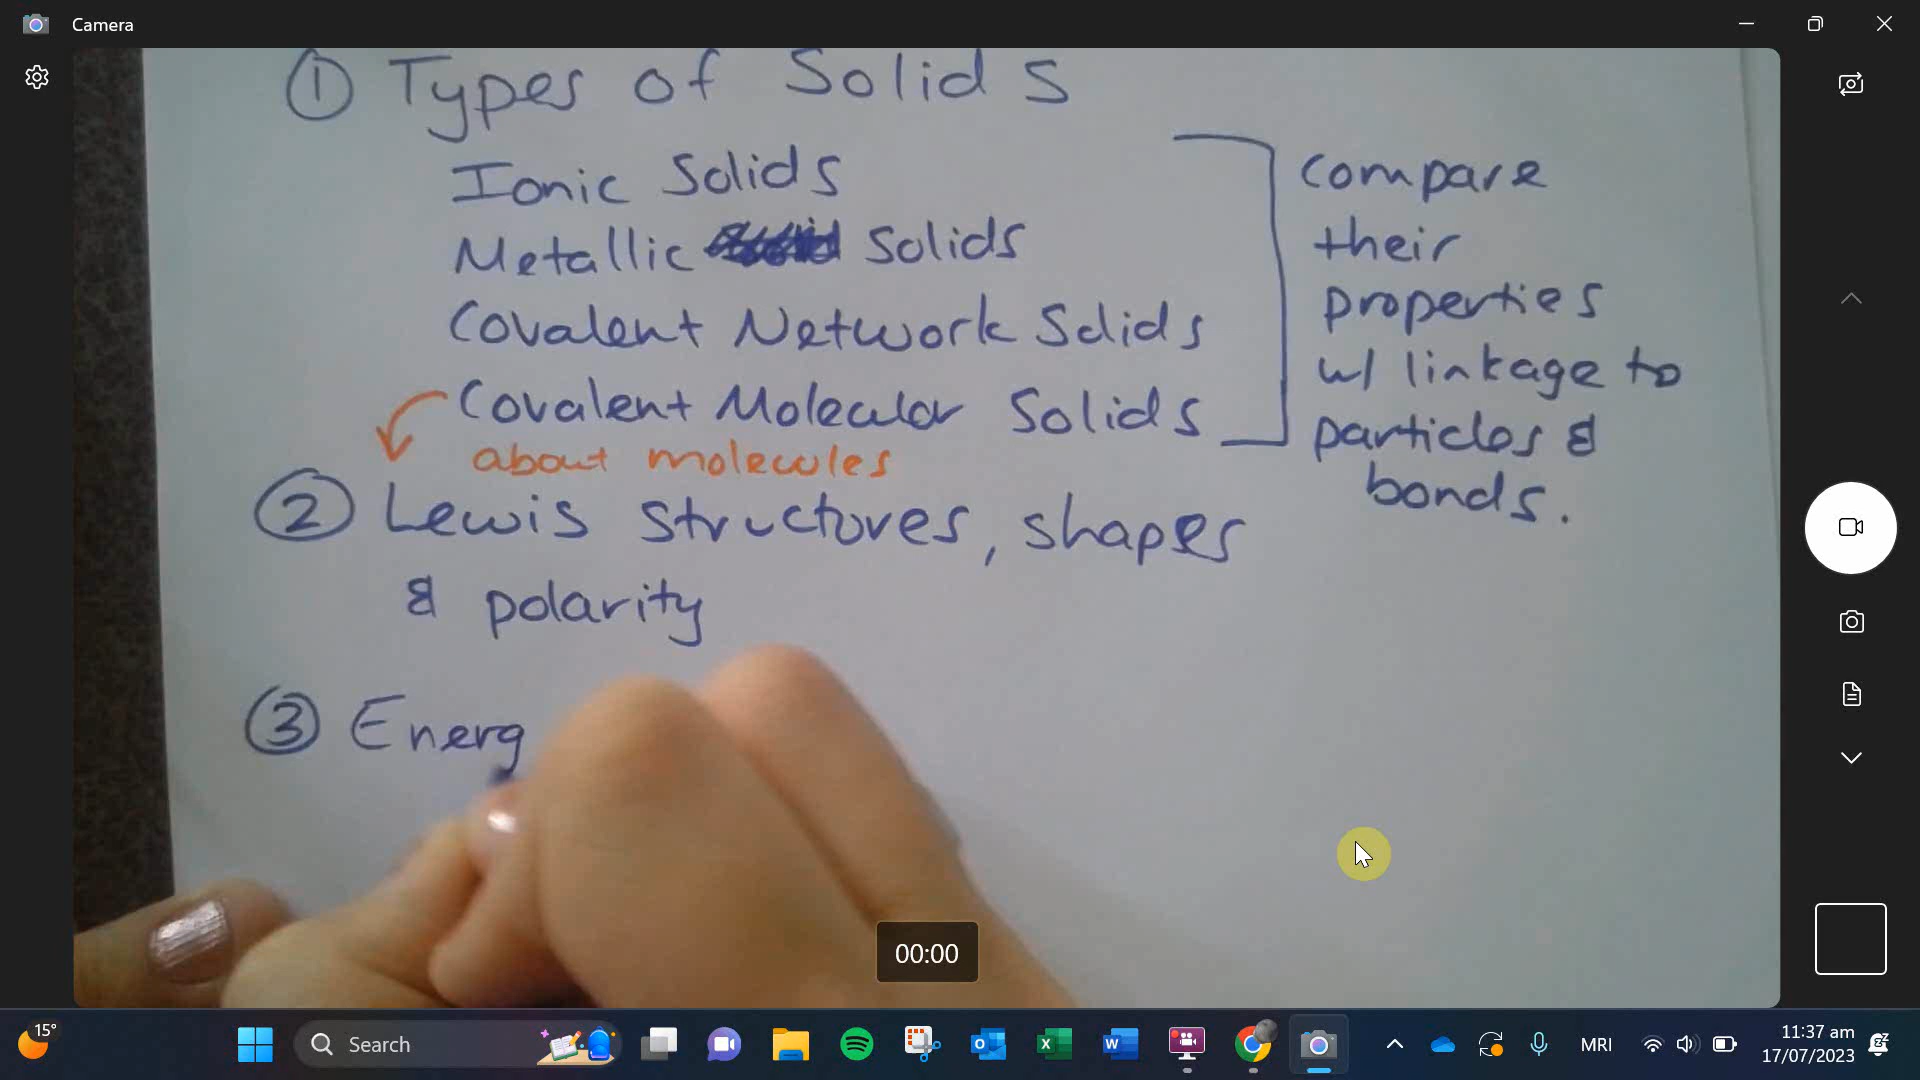 Camera
① Types of Solids
Ionic Solids
Metallic Solids
Covalent Network Solids
Covalent Molecular Solids
compare
their
properties
w/ linkage to
particles &
bonds.
about molecules
② Lewis structures, shapes
& polarity
③ Energ
00:00
15°
Search
MRI
11:37 am
17/07/2023